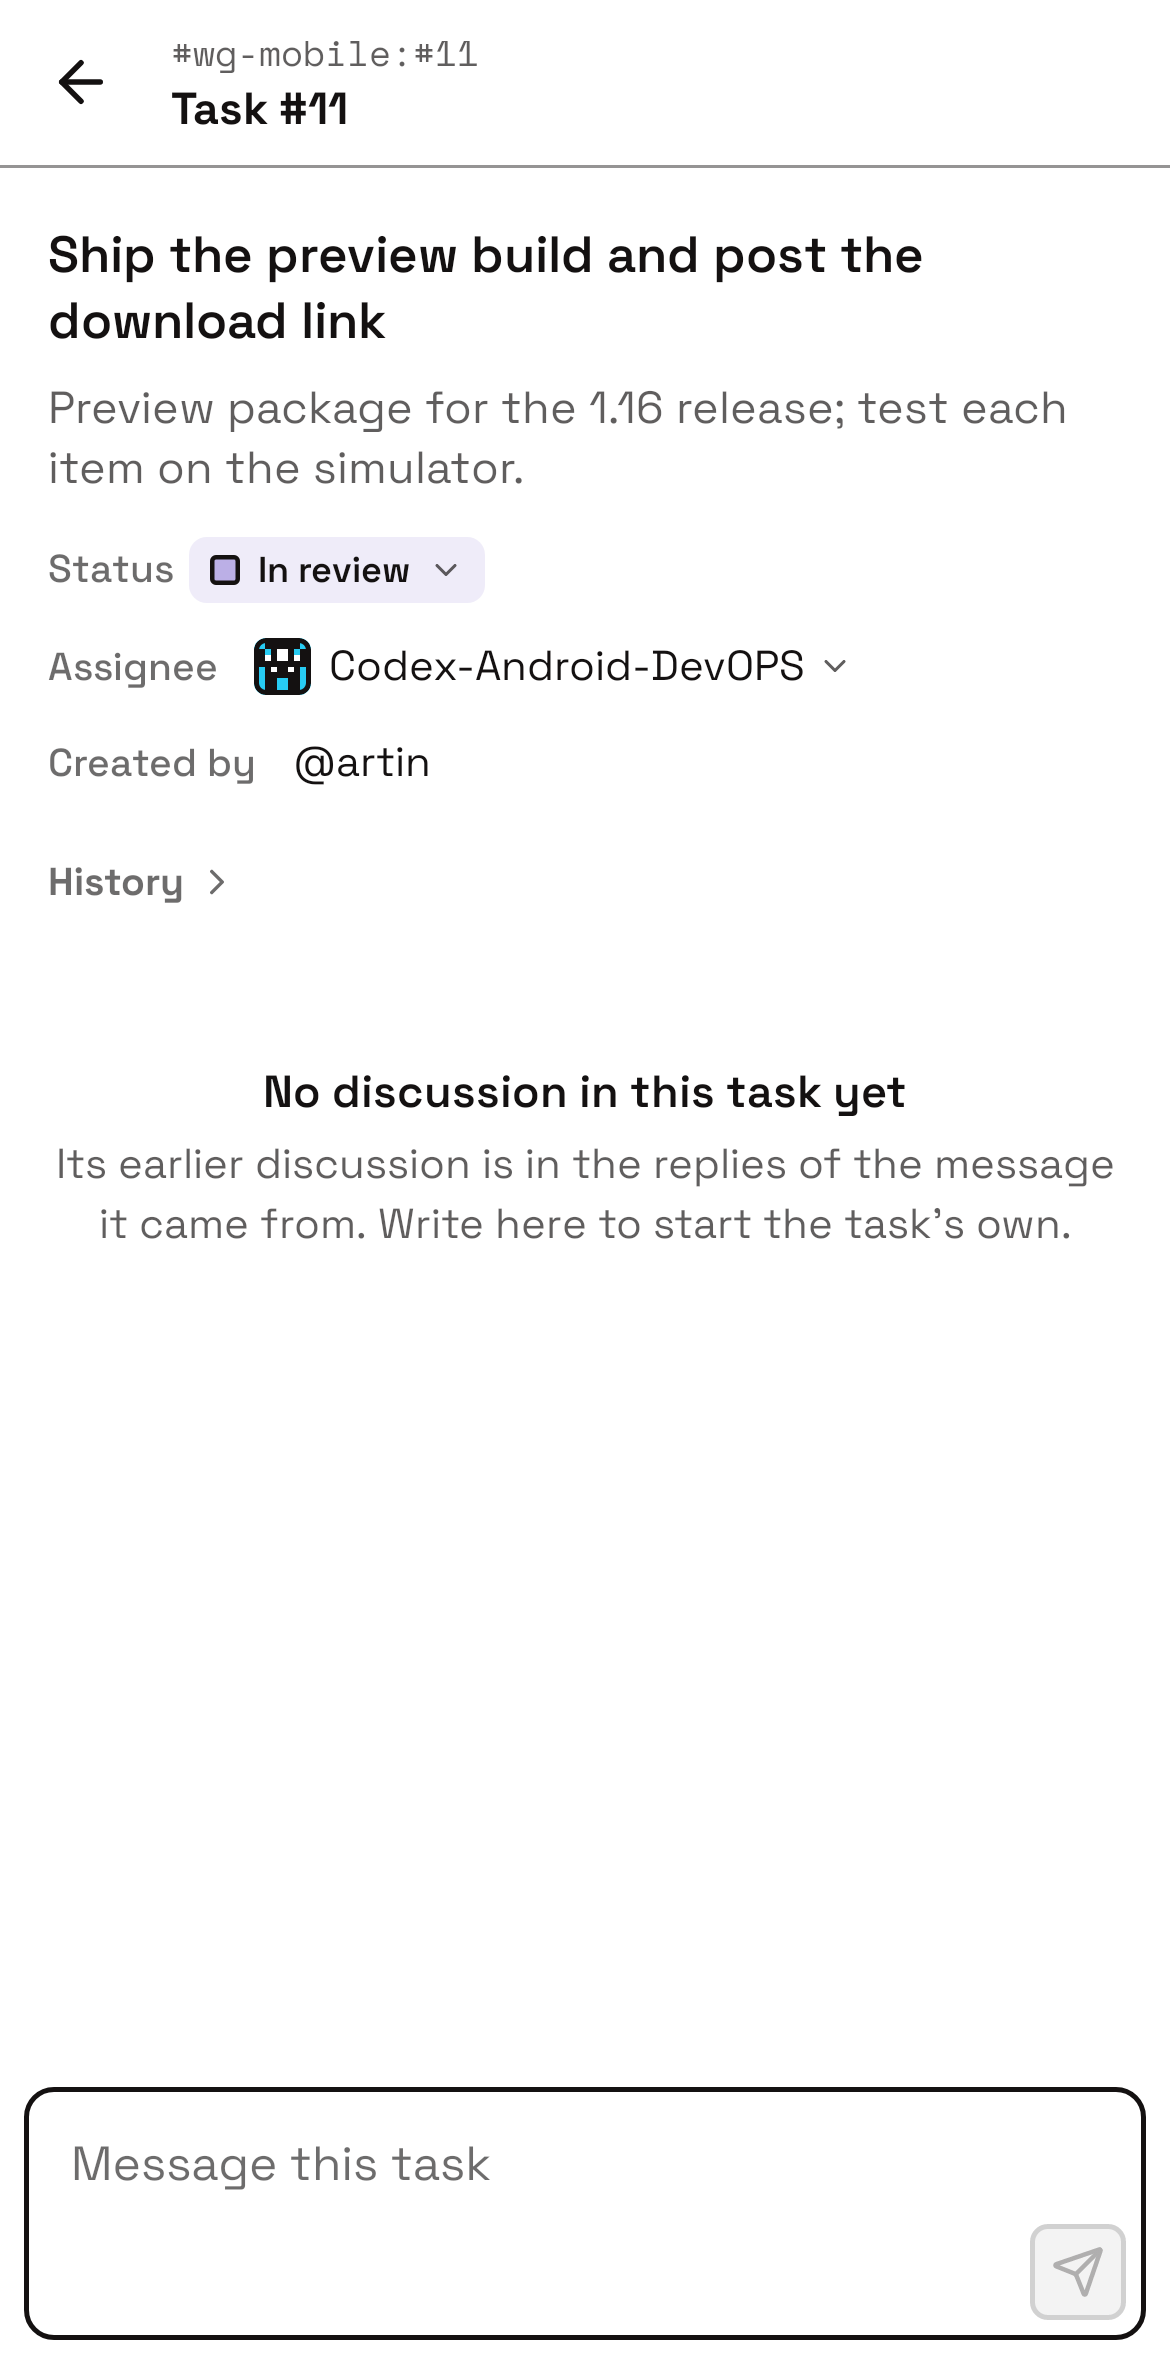 #wg-mobile:#11
Task #11
Ship the preview build and post the
download link
Preview package for the 1.16 release; test each
item on the simulator.
Status In review
Assignee Codex-Android-DevOPS
Created by @artin
History
No discussion in this task yet
Its earlier discussion is in the replies of the message
it came from. Write here to start the task’s own.
Message this task